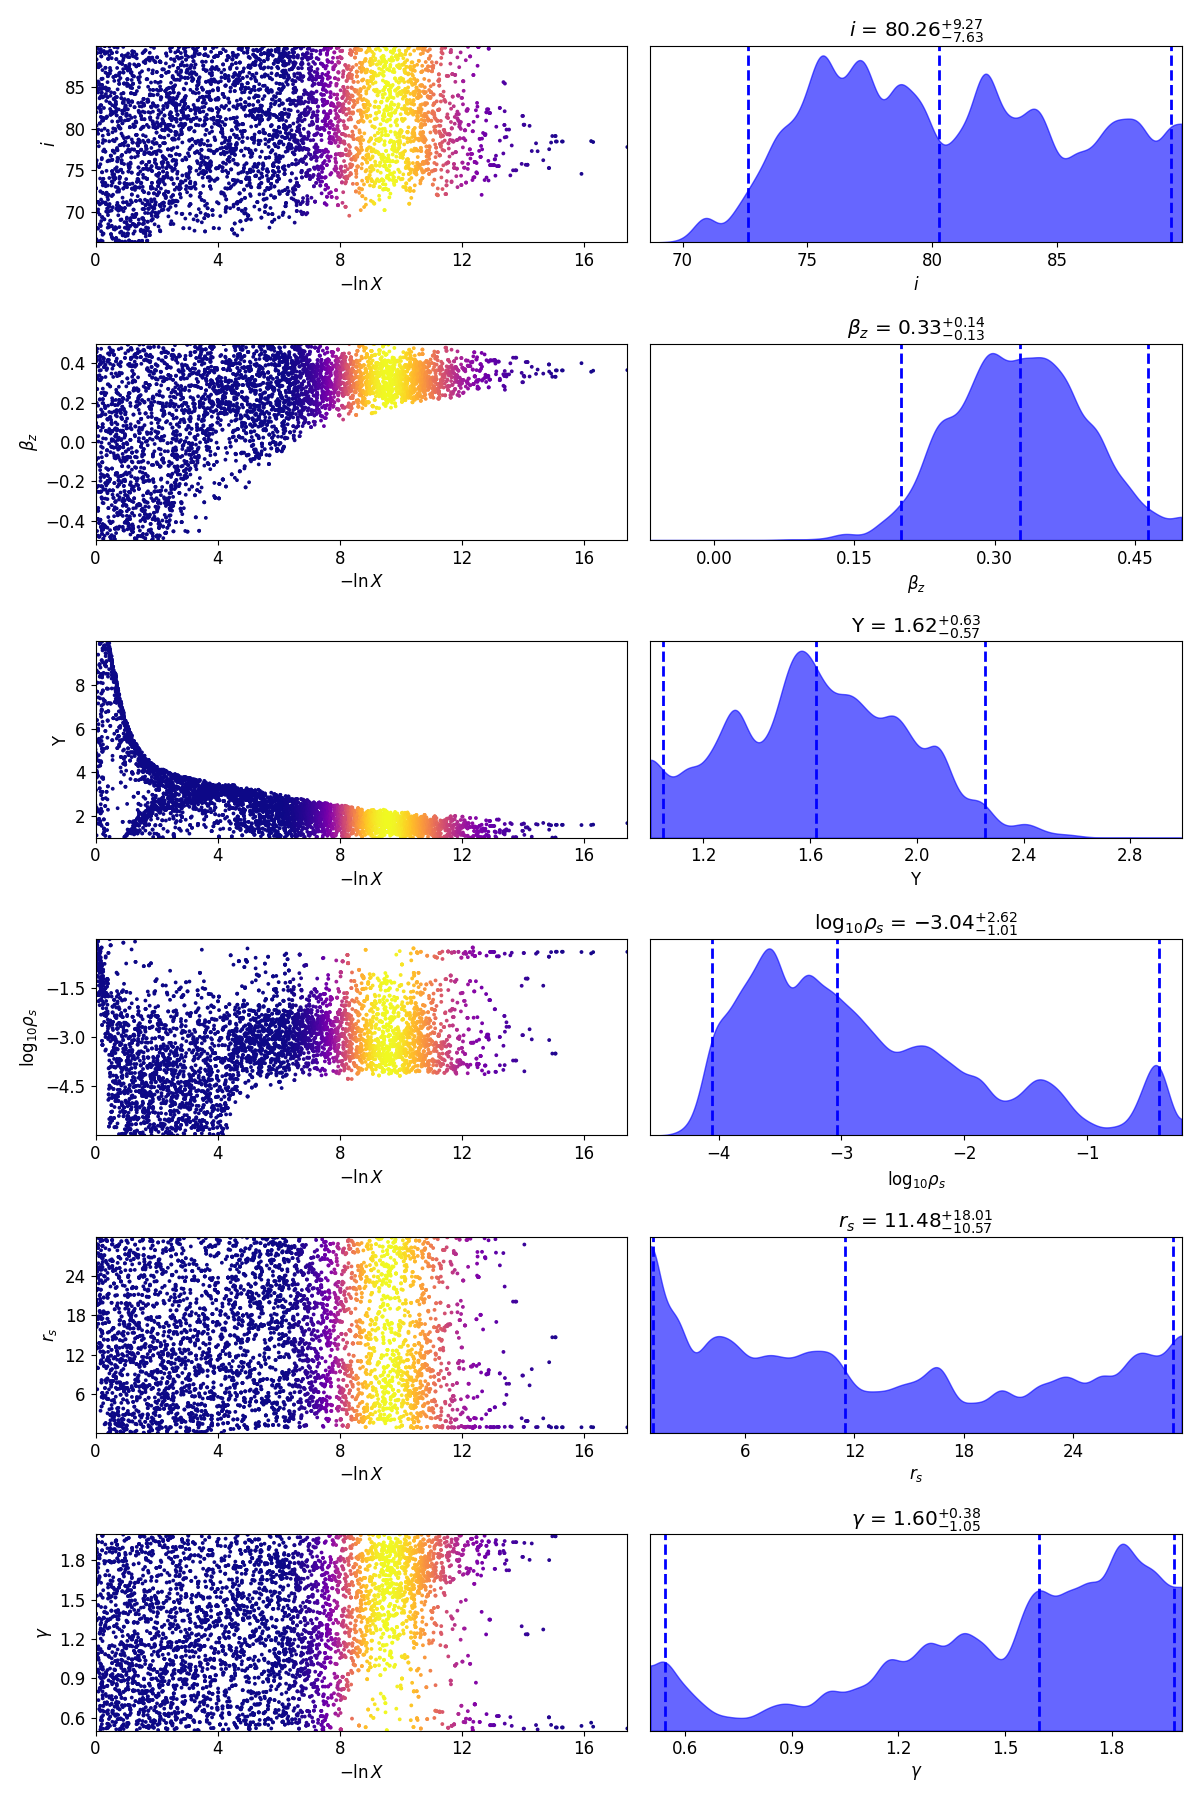 i = 80.26 +9.27 −7.63
85
80
75
70
i
0 4 8 12 16
−ln X
70 75 80 85
i
β_z = 0.33 +0.14 −0.13
0.4
0.2
0.0
−0.2
−0.4
β_z
0 4 8 12 16
−ln X
0.00 0.15 0.30 0.45
β_z
Y = 1.62 +0.63 −0.57
8
6
4
2
Y
0 4 8 12 16
−ln X
1.2 1.6 2.0 2.4 2.8
Y
log₁₀ρ_s = −3.04 +2.62 −1.01
−1.5
−3.0
−4.5
log₁₀ρ_s
0 4 8 12 16
−ln X
−4 −3 −2 −1
log₁₀ρ_s
r_s = 11.48 +18.01 −10.57
24
18
12
6
r_s
0 4 8 12 16
−ln X
6 12 18 24
r_s
γ = 1.60 +0.38 −1.05
1.8
1.5
1.2
0.9
0.6
γ
0 4 8 12 16
−ln X
0.6 0.9 1.2 1.5 1.8
γ